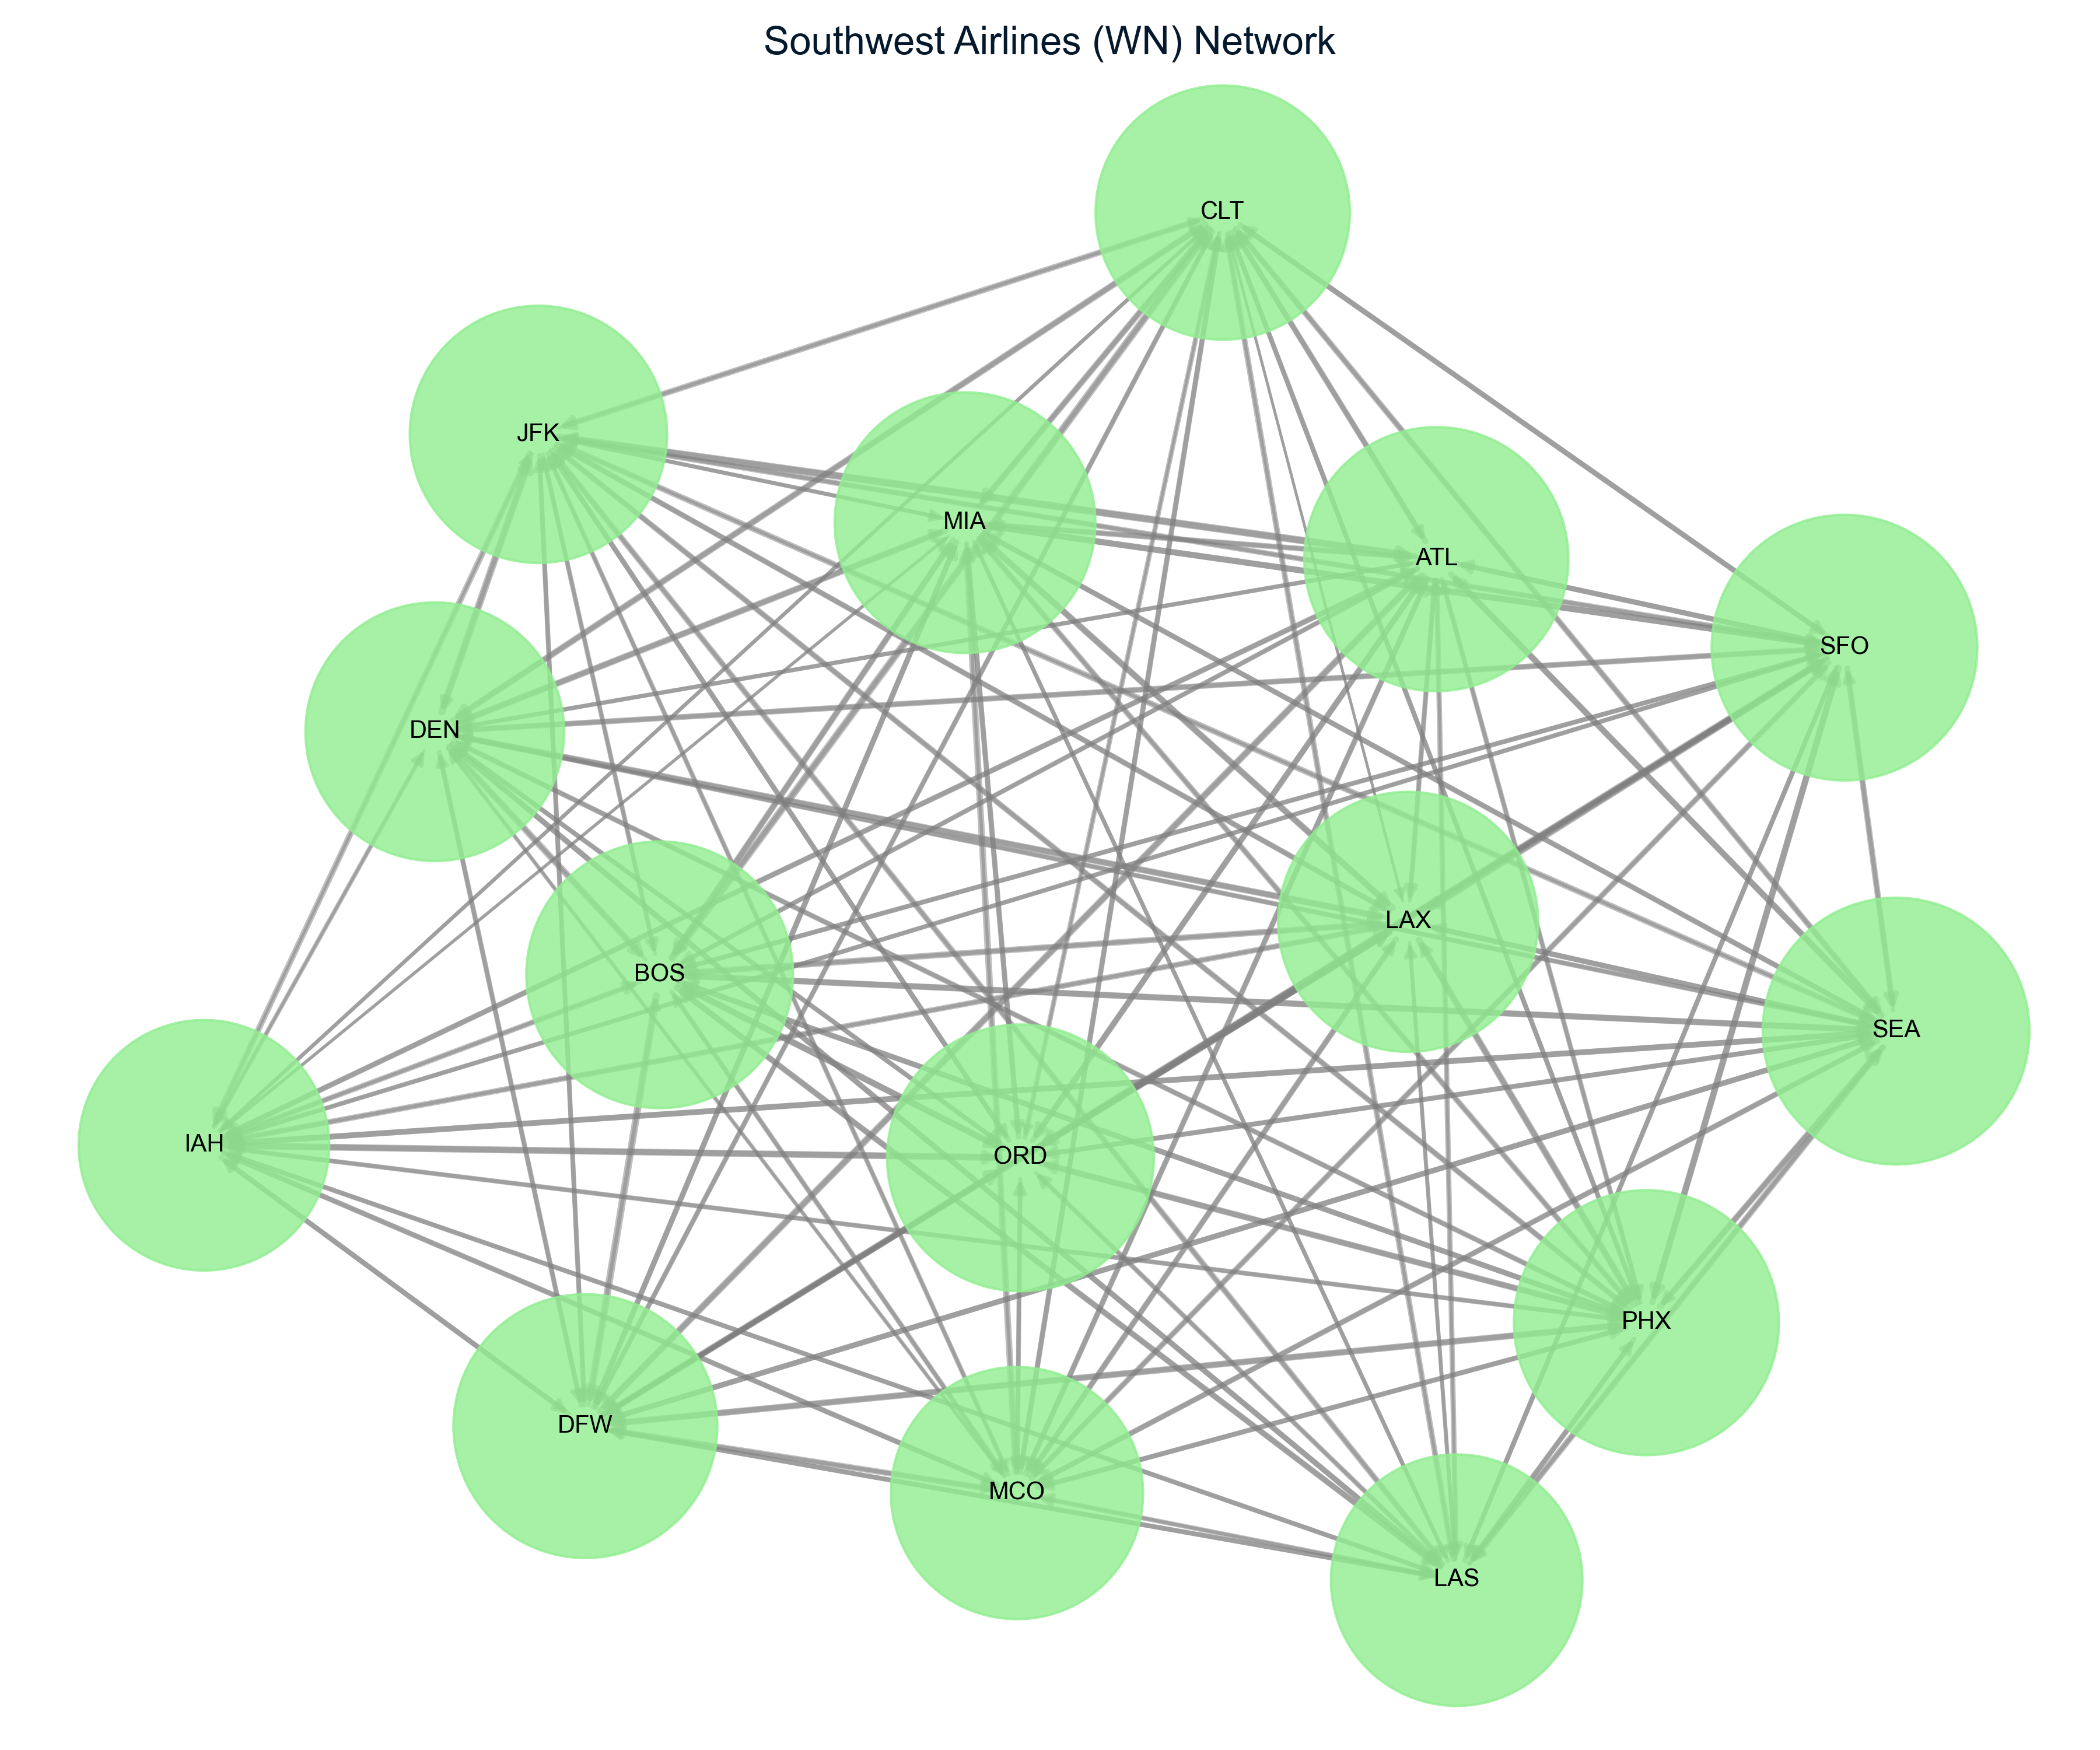 Southwest Airlines (WN) Network
CLT
JFK
MIA
ATL
SFO
DEN
LAX
BOS
SEA
IAH
ORD
PHX
DFW
MCO
LAS